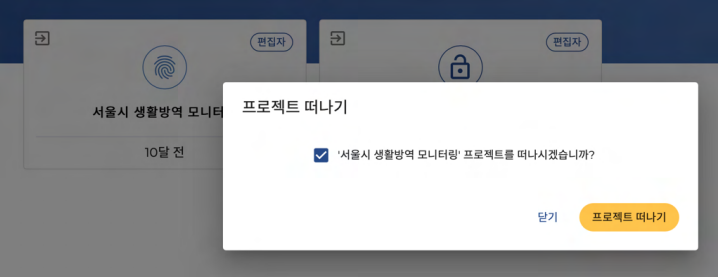 편집자
편집자
서울시 생활방역 모니터
10달 전
프로젝트 떠나기
'서울시 생활방역 모니터링' 프로젝트를 떠나시겠습니까?
닫기
프로젝트 떠나기